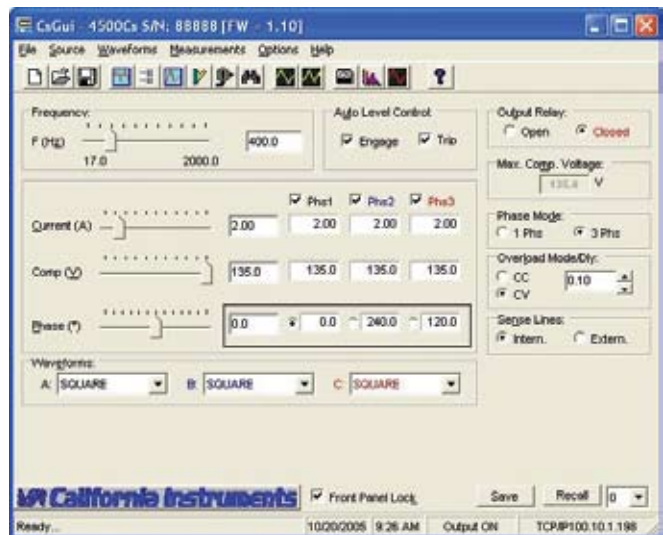 CsGui - 4500Cs S/N: 88888 [FW - 1.10]
File Source Waveforms Measurements Options Help
Frequency:
F (Hz)
17.0 2000.0
400.0
Auto Level Control:
Engage Trip
Output Relay:
Open Closed
Max. Comp. Voltage:
135.0 V
Phs1 Phs2 Phs3
Current (A) 2.00 2.00 2.00 2.00
Comp (V) 135.0 135.0 135.0 135.0
Phase (°) 0.0 0.0 240.0 120.0
Phase Mode:
1 Phs 3 Phs
Overload Mode/Dly:
CC
CV
0.10
Sense Lines:
Intern. Extern.
Waveforms:
A: SQUARE B: SQUARE C: SQUARE
California Instruments Front Panel Lock Save Recall 0
Ready... 10/20/2005 9:26 AM Output ON TCP/IP100.10.1.198